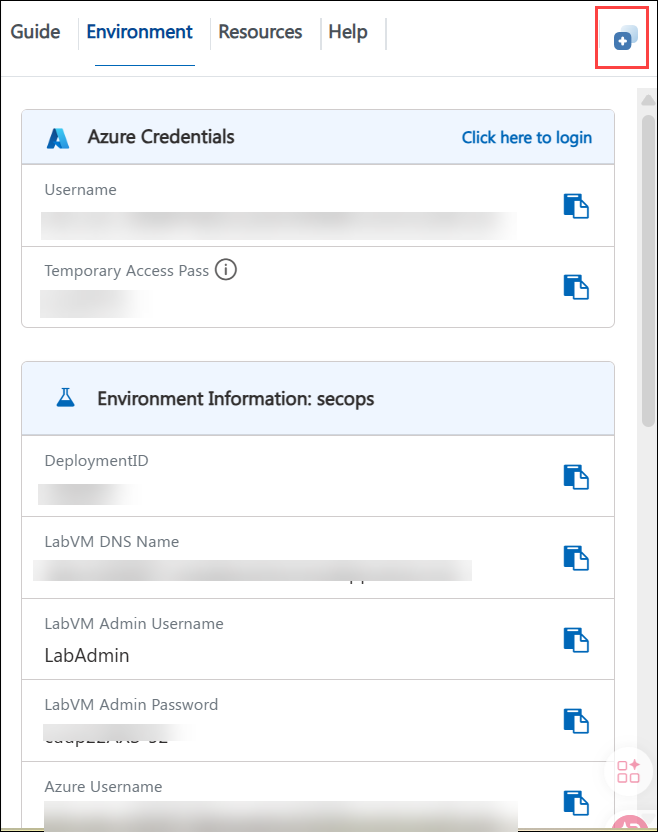 Guide
Environment
Resources
Help
Azure Credentials
Click here to login
Username
Temporary Access Pass
Environment Information: secops
DeploymentID
LabVM DNS Name
LabVM Admin Username
LabAdmin
LabVM Admin Password
Azure Username